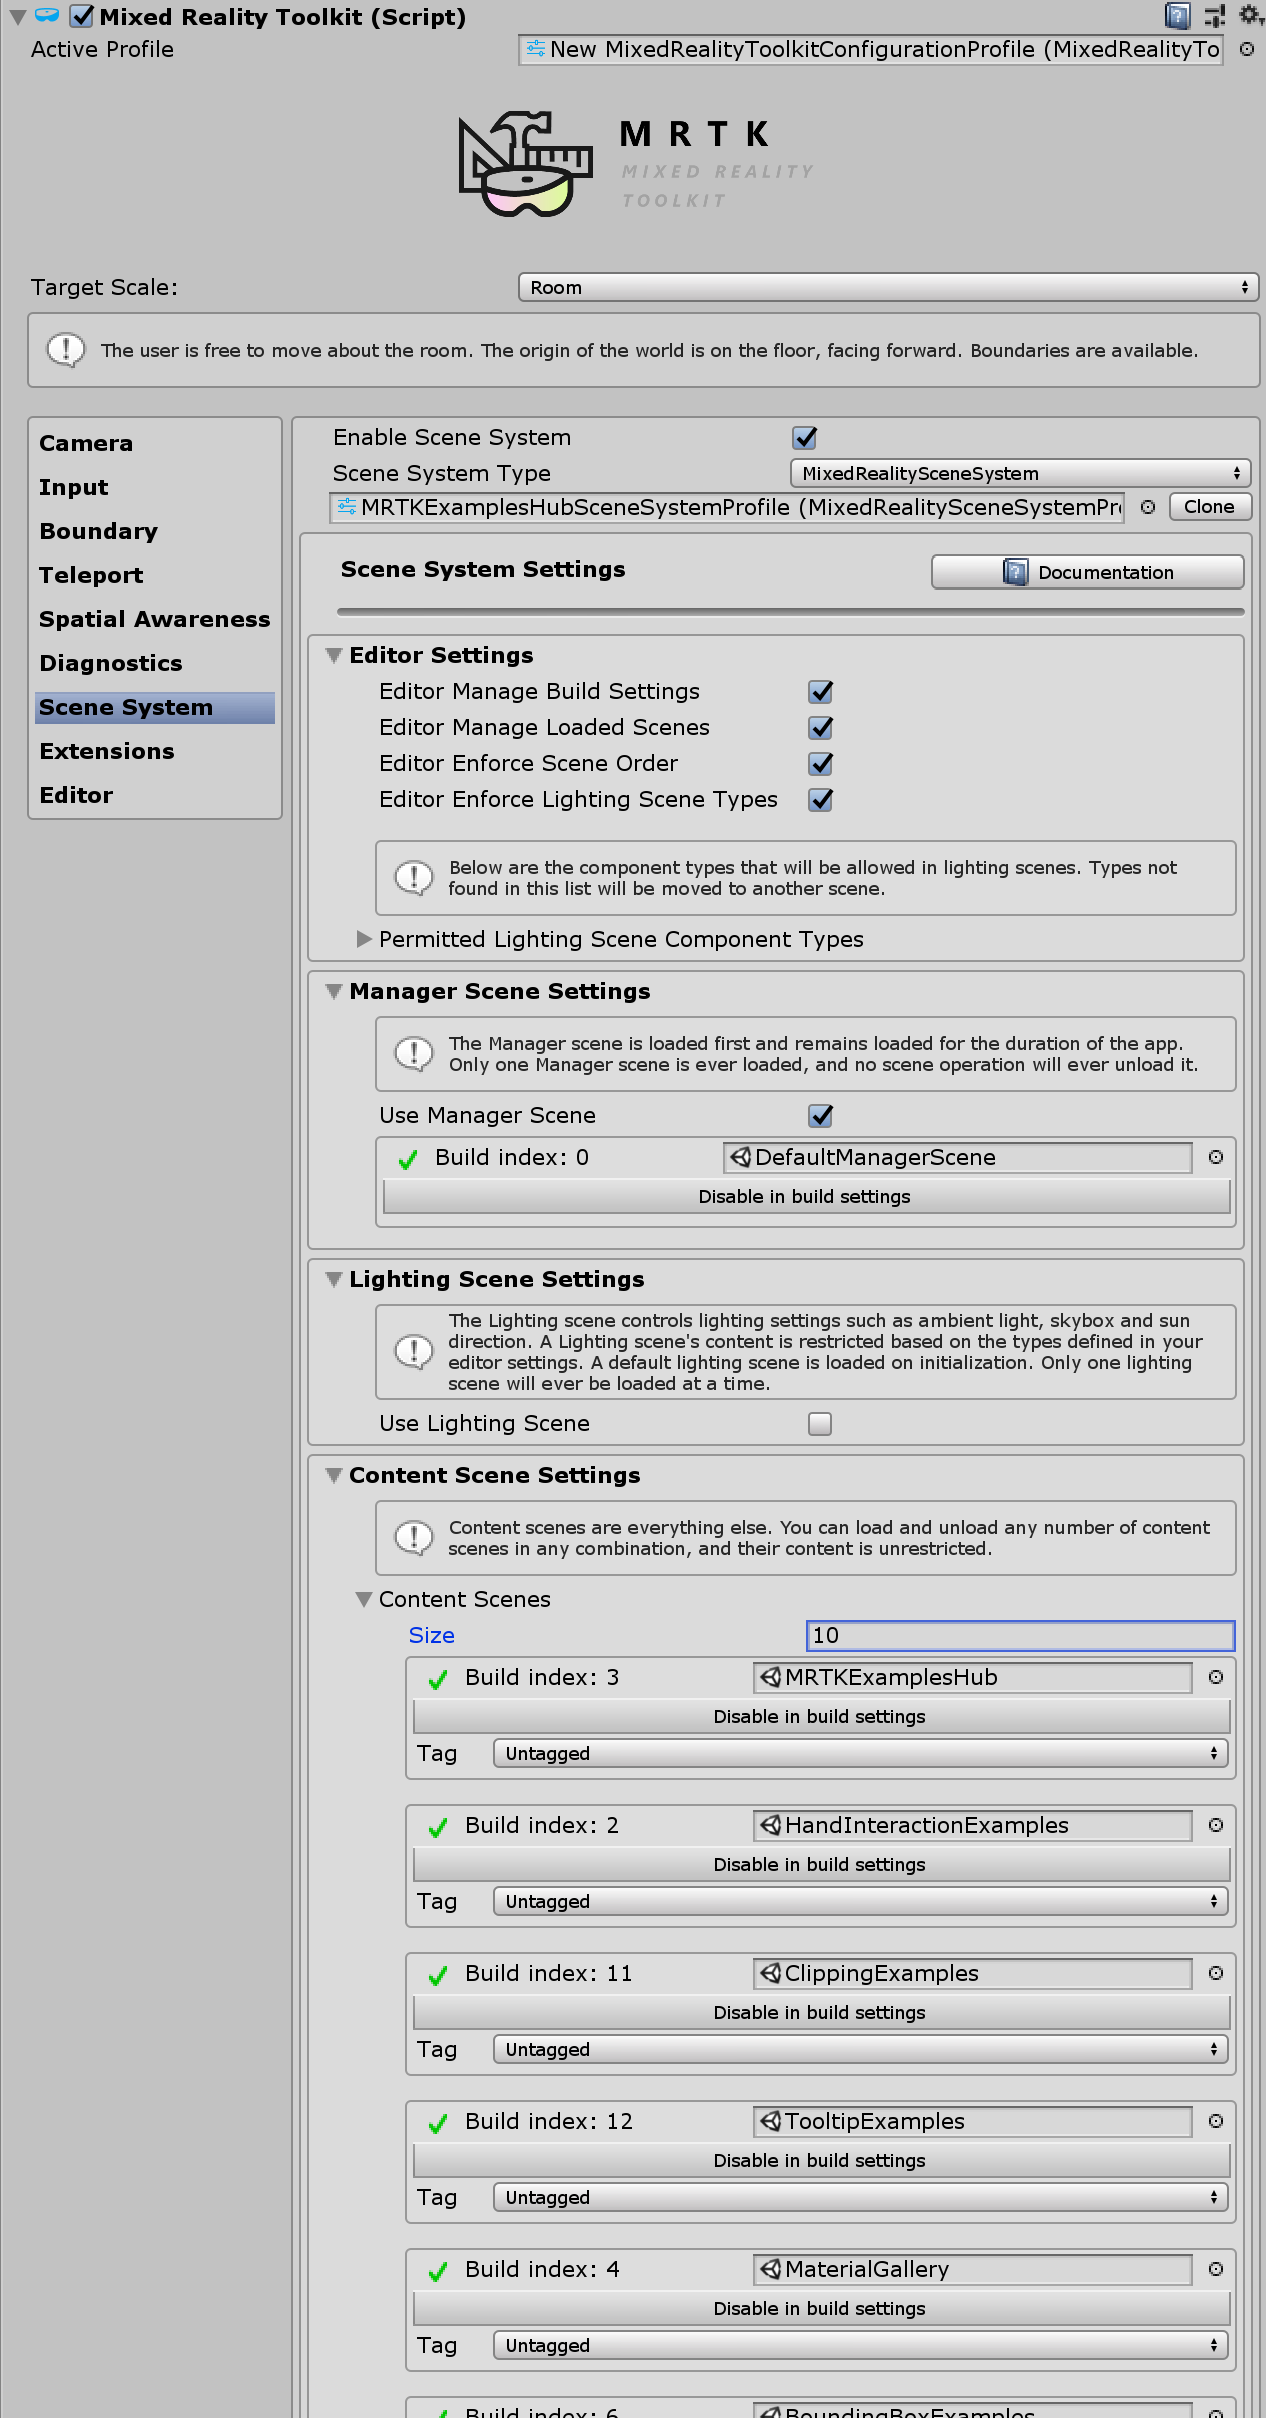 Mixed Reality Toolkit (Script)
Active Profile
New MixedRealityToolkitConfigurationProfile (MixedRealityTo
MRTK
MIXED REALITY
TOOLKIT
Target Scale:
Room
The user is free to move about the room. The origin of the world is on the floor, facing forward. Boundaries are available.
Camera
Input
Boundary
Teleport
Spatial Awareness
Diagnostics
Scene System
Extensions
Editor
Enable Scene System
Scene System Type
MixedRealitySceneSystem
MRTKExamplesHubSceneSystemProfile (MixedRealitySceneSystemPr
Clone
Scene System Settings
Documentation
Editor Settings
Editor Manage Build Settings
Editor Manage Loaded Scenes
Editor Enforce Scene Order
Editor Enforce Lighting Scene Types
Below are the component types that will be allowed in lighting scenes. Types not
found in this list will be moved to another scene.
Permitted Lighting Scene Component Types
Manager Scene Settings
The Manager scene is loaded first and remains loaded for the duration of the app.
Only one Manager scene is ever loaded, and no scene operation will ever unload it.
Use Manager Scene
Build index: 0
DefaultManagerScene
Disable in build settings
Lighting Scene Settings
The Lighting scene controls lighting settings such as ambient light, skybox and sun
direction. A Lighting scene's content is restricted based on the types defined in your
editor settings. A default lighting scene is loaded on initialization. Only one lighting
scene will ever be loaded at a time.
Use Lighting Scene
Content Scene Settings
Content scenes are everything else. You can load and unload any number of content
scenes in any combination, and their content is unrestricted.
Content Scenes
Size
10
Build index: 3
MRTKExamplesHub
Disable in build settings
Tag
Untagged
Build index: 2
HandInteractionExamples
Disable in build settings
Tag
Untagged
Build index: 11
ClippingExamples
Disable in build settings
Tag
Untagged
Build index: 12
TooltipExamples
Disable in build settings
Tag
Untagged
Build index: 4
MaterialGallery
Disable in build settings
Tag
Untagged
Build index: 6
BoundingBoxExamples